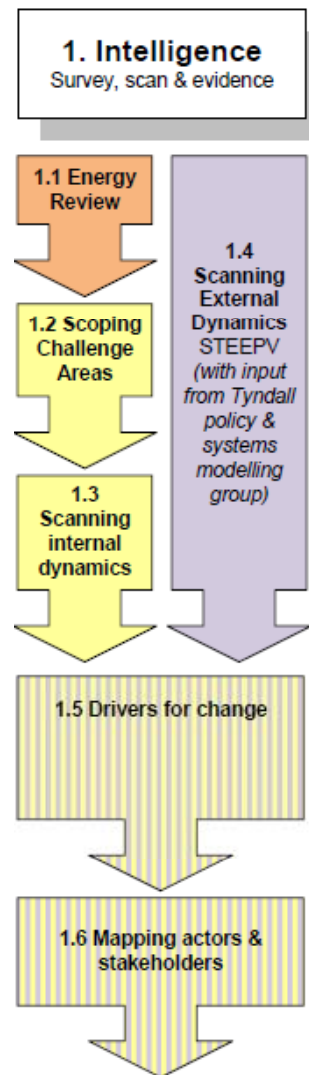 1. Intelligence
Survey, scan & evidence
1.1 Energy
Review
1.2 Scoping
Challenge
Areas
1.3
Scanning
internal
dynamics
1.4
Scanning
External
Dynamics
STEEPV
(with input
from Tyndall
policy &
systems
modelling
group)
1.5 Drivers for change
1.6 Mapping actors &
stakeholders